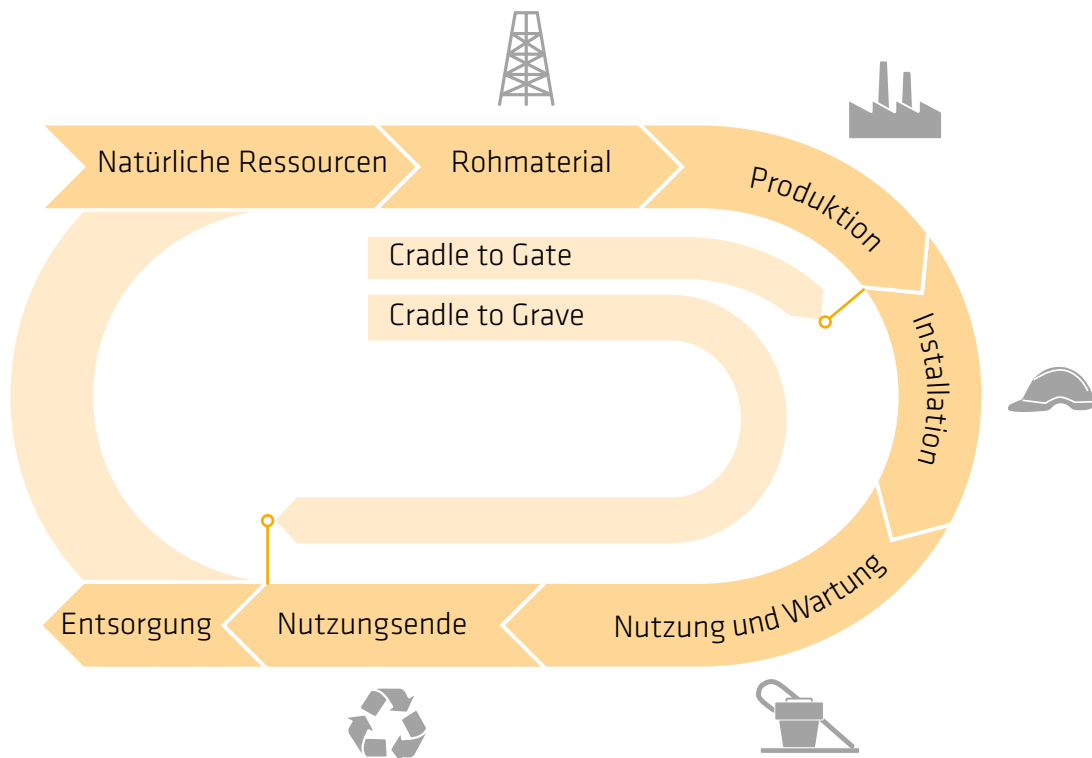 Natürliche Ressourcen
Rohmaterial
Produktion
Cradle to Gate
Cradle to Grave
Installation
Nutzung und Wartung
Nutzungsende
Entsorgung